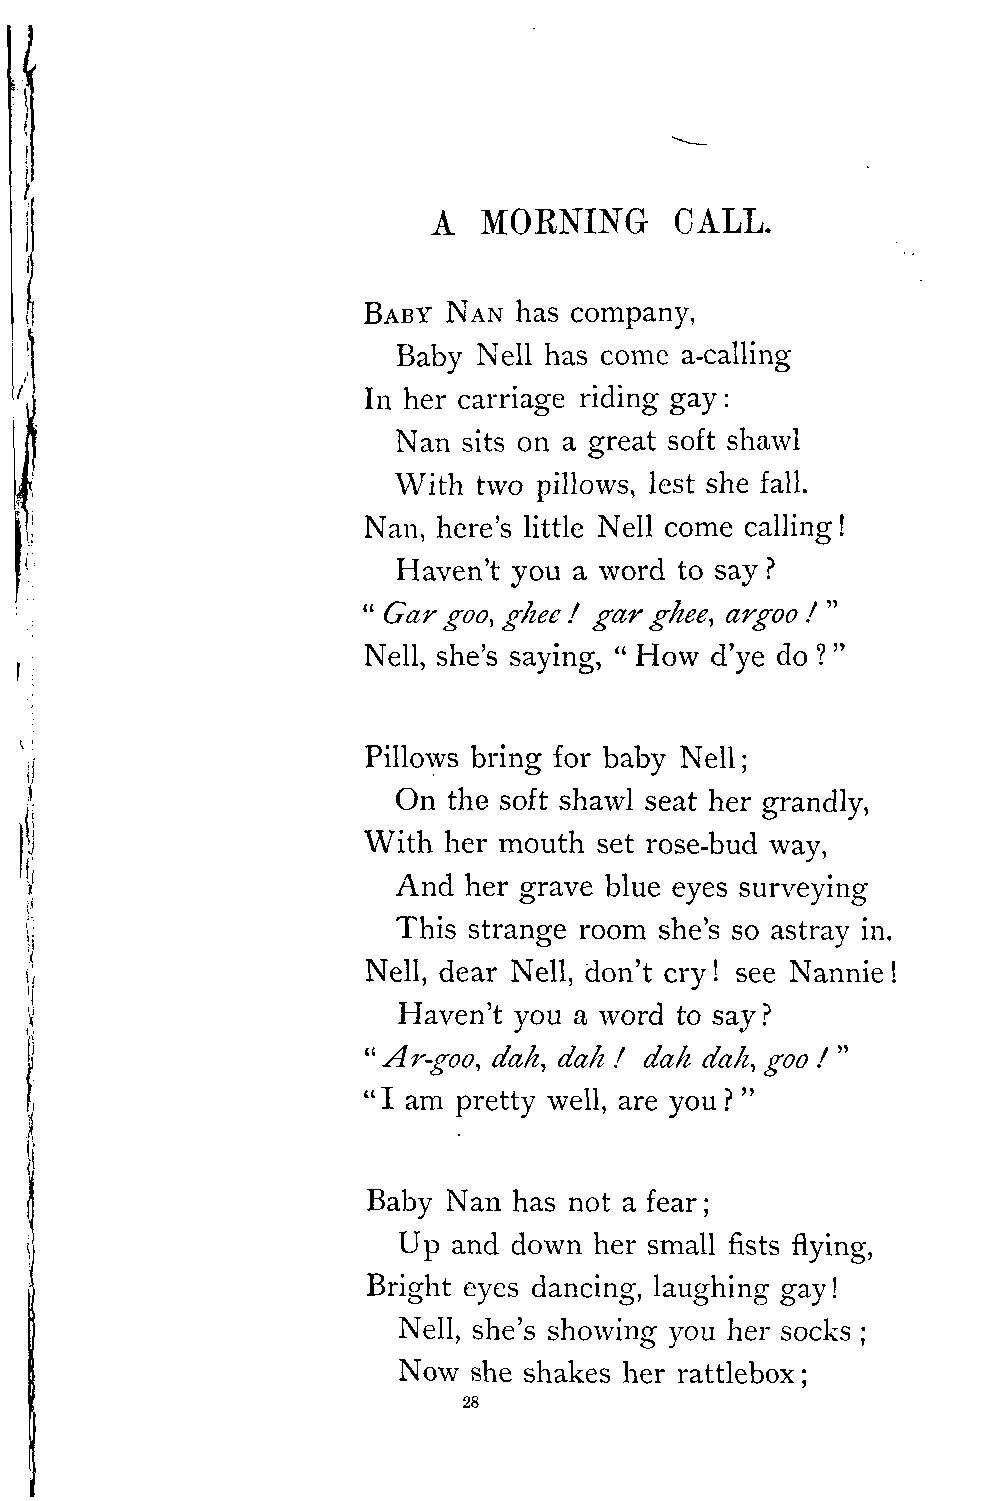 A MORNING CALL.
BABY NAN has company,
Baby Nell has come a-calling
In her carriage riding gay:
Nan sits on a great soft shawl
With two pillows, lest she fall.
Nan, here's little Nell come calling!
Haven't you a word to say?
"Gar goo, ghee! gar ghee, argoo!"
Nell, she's saying, "How d'ye do?"
Pillows bring for baby Nell;
On the soft shawl seat her grandly,
With her mouth set rose-bud way,
And her grave blue eyes surveying
This strange room she's so astray in.
Nell, dear Nell, don't cry! see Nannie!
Haven't you a word to say?
"Ar-goo, dah, dah! dah dah, goo!"
"I am pretty well, are you?"
Baby Nan has not a fear;
Up and down her small fists flying,
Bright eyes dancing, laughing gay!
Nell, she's showing you her socks;
Now she shakes her rattlebox;
28